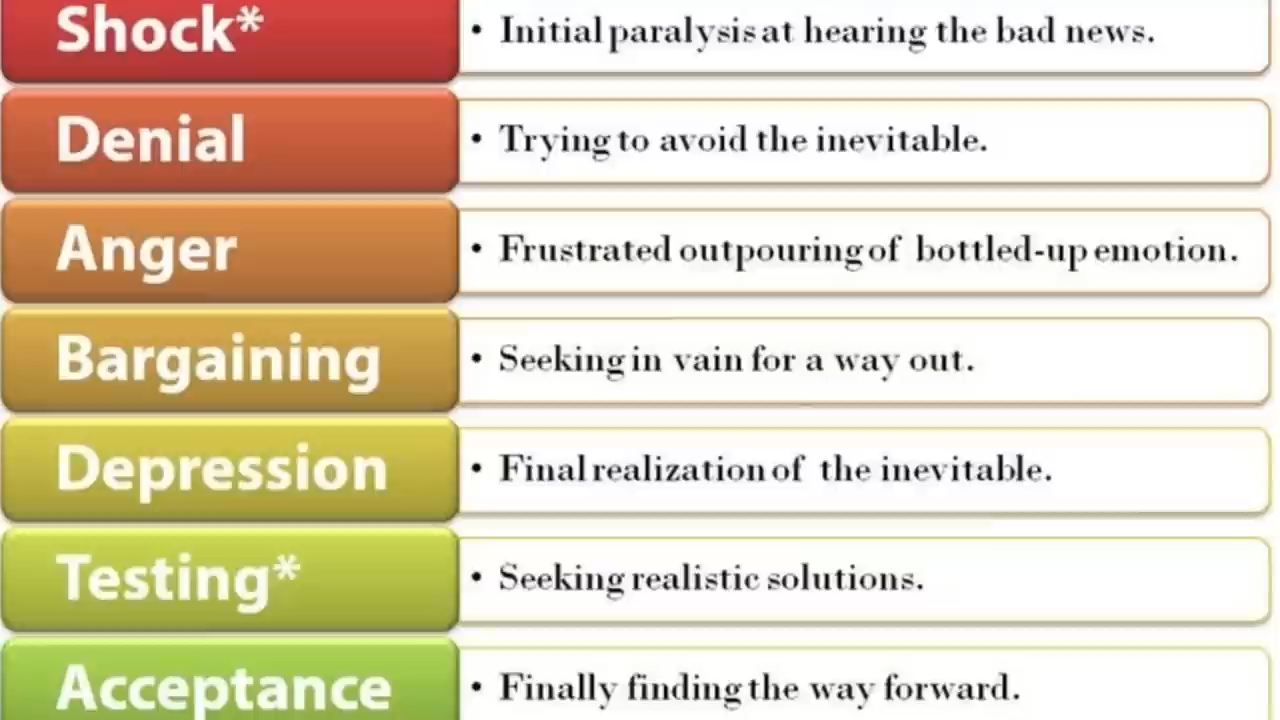 Shock* • Initial paralysis at hearing the bad news.
Denial • Trying to avoid the inevitable.
Anger • Frustrated outpouring of bottled-up emotion.
Bargaining • Seeking in vain for a way out.
Depression • Final realization of the inevitable.
Testing* • Seeking realistic solutions.
Acceptance • Finally finding the way forward.